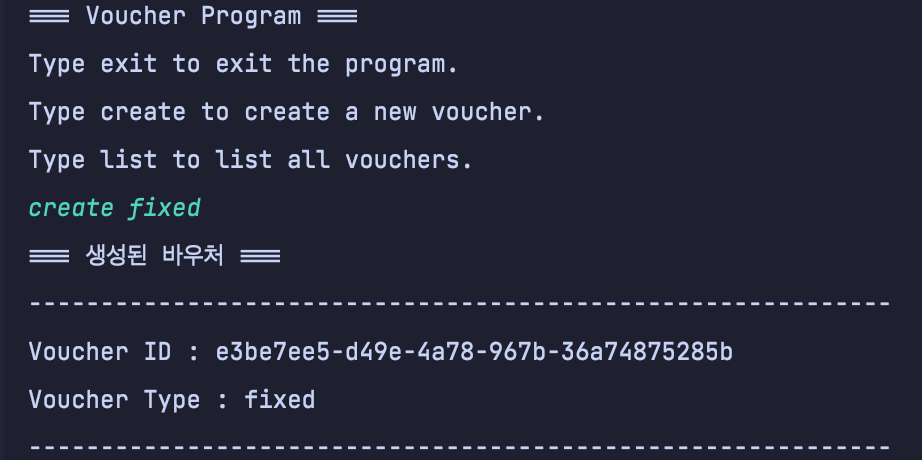 === Voucher Program ===
Type exit to exit the program.
Type create to create a new voucher.
Type list to list all vouchers.
create fixed
=== 생성된 바우처 ===
------------------------------------------------------------
Voucher ID : e3be7ee5-d49e-4a78-967b-36a74875285b
Voucher Type : fixed
------------------------------------------------------------